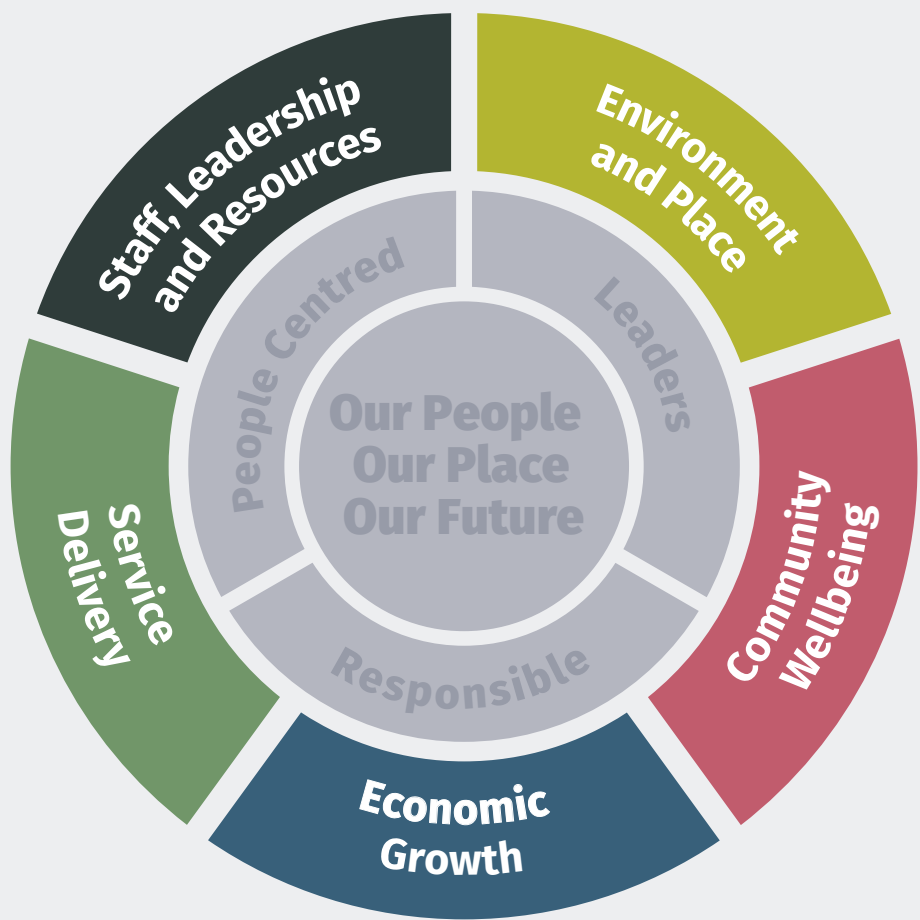 Staff, Leadership
and Resources
Environment
and Place
People Centred
Leaders
Our People
Our Place
Our Future
Service
Delivery
Community
Wellbeing
Responsible
Economic
Growth